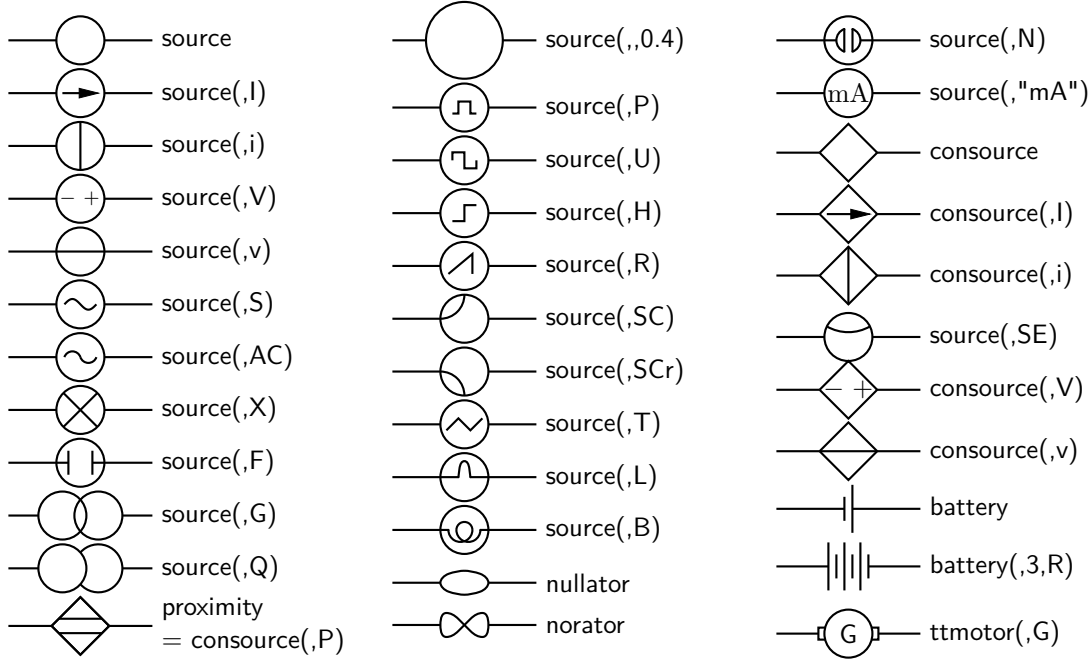 source
source(,I)
source(,i)
− +
source(,V)
source(,v)
source(,S)
source(,AC)
source(,X)
source(,F)
source(,G)
source(,Q)
proximity
= consource(,P)
source(,,0.4)
source(,P)
source(,U)
source(,H)
source(,R)
source(,SC)
source(,SCr)
source(,T)
source(,L)
source(,B)
nullator
norator
source(,N)
mA
source(,"mA")
consource
consource(,I)
consource(,i)
source(,SE)
− +
consource(,V)
consource(,v)
battery
battery(,3,R)
G
ttmotor(,G)